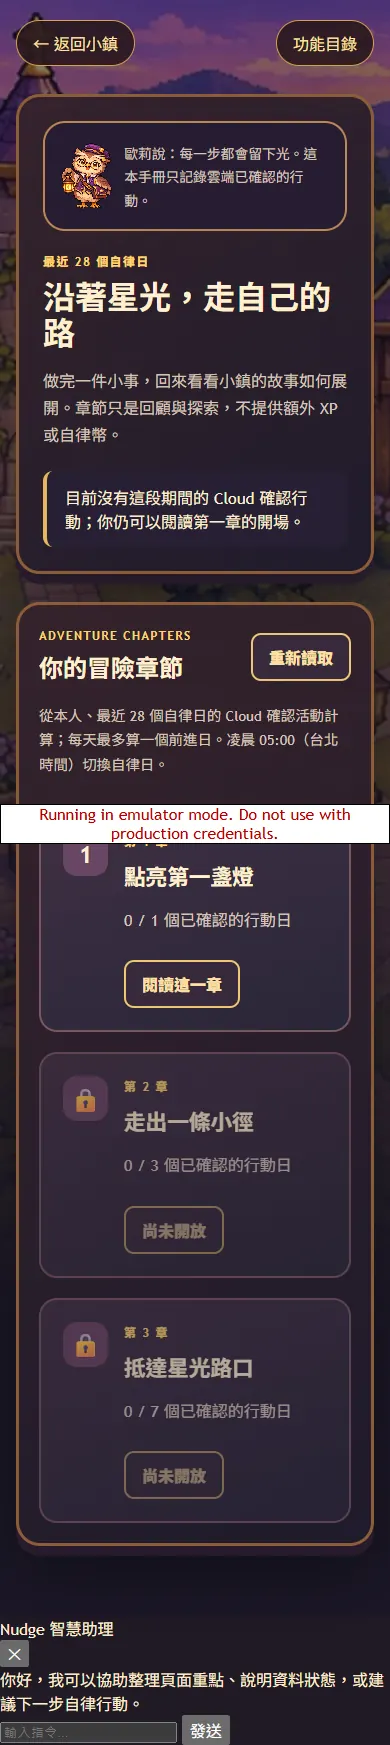 ← 返回小鎮
功能目錄
歐莉說：每一步都會留下光。這
本手冊只記錄雲端已確認的行
動。
最近 28 個自律日
沿著星光，走自己的
路
做完一件小事，回來看看小鎮的故事如何展
開。章節只是回顧與探索，不提供額外 XP
或自律幣。
目前沒有這段期間的 Cloud 確認行
動；你仍可以閱讀第一章的開場。
ADVENTURE CHAPTERS
你的冒險章節
重新讀取
從本人、最近 28 個自律日的 Cloud 確認活動計
算；每天最多算一個前進日。凌晨 05:00（台北
時間）切換自律日。
Running in emulator mode. Do not use with
production credentials.
1
點亮第一盞燈
0 / 1 個已確認的行動日
閱讀這一章
第 2 章
走出一條小徑
0 / 3 個已確認的行動日
尚未開放
第 3 章
抵達星光路口
0 / 7 個已確認的行動日
尚未開放
Nudge 智慧助理
×
你好，我可以協助整理頁面重點、說明資料狀態，或建
議下一步自律行動。
輸入指令...
發送